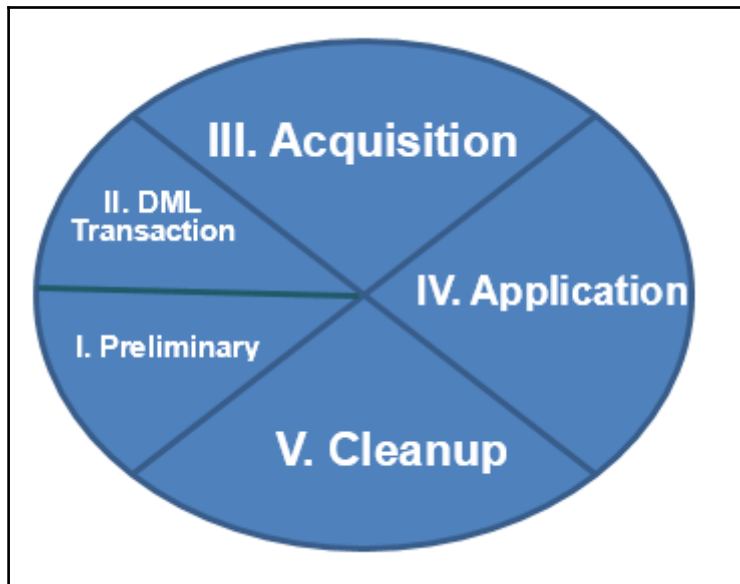 III. Acquisition
II. DML
Transaction
IV. Application
I. Preliminary
V. Cleanup